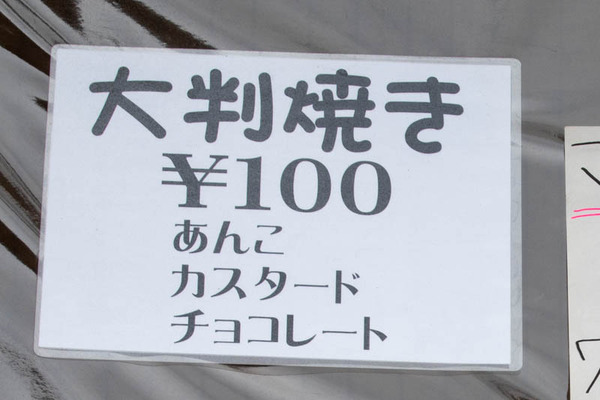 大判焼き
¥100
あんこ
カスタード
チョコレート